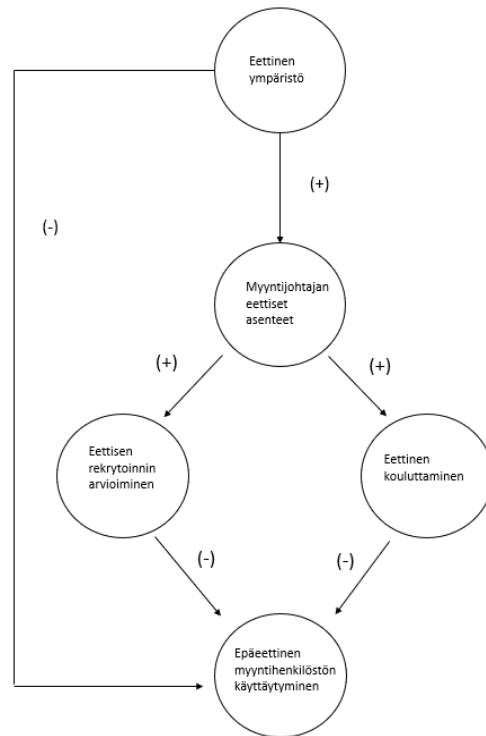 Eettinen
ympäristö
(+)
(-)
Myyntijohtajan
eettiset
asenteet
(+)
(+)
Eettisen
rekrytoinnin
arvioiminen
Eettinen
kouluttaminen
(-)
(-)
Epäeettinen
myyntihenkilöstön
käyttäytyminen